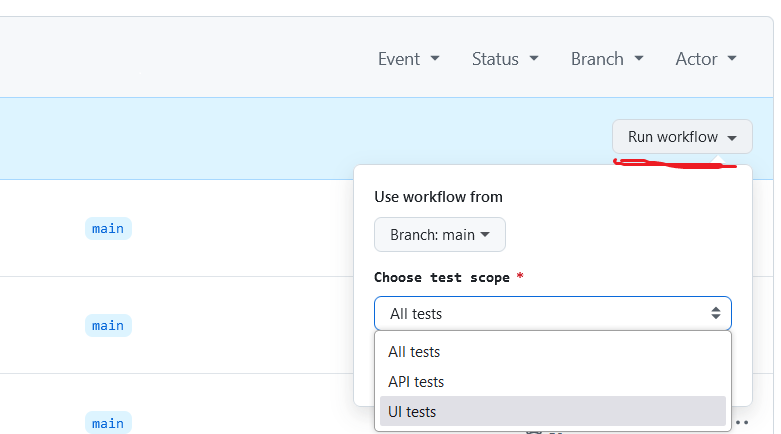 Event Status Branch Actor
Run workflow
Use workflow from
main
Branch: main
Choose test scope *
All tests
main
All tests
API tests
UI tests
main